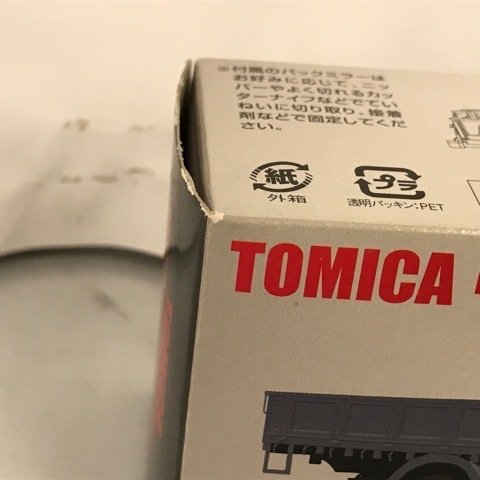 ※付属のバックミラーは
お好みに応じて、ニッ
パーやよく切れるカッ
ターナイフなどでてい
ねいに切り取り、接着
剤などで固定してくだ
さい。
紙
外箱
プラ
透明パッキン:PET
TOMICA